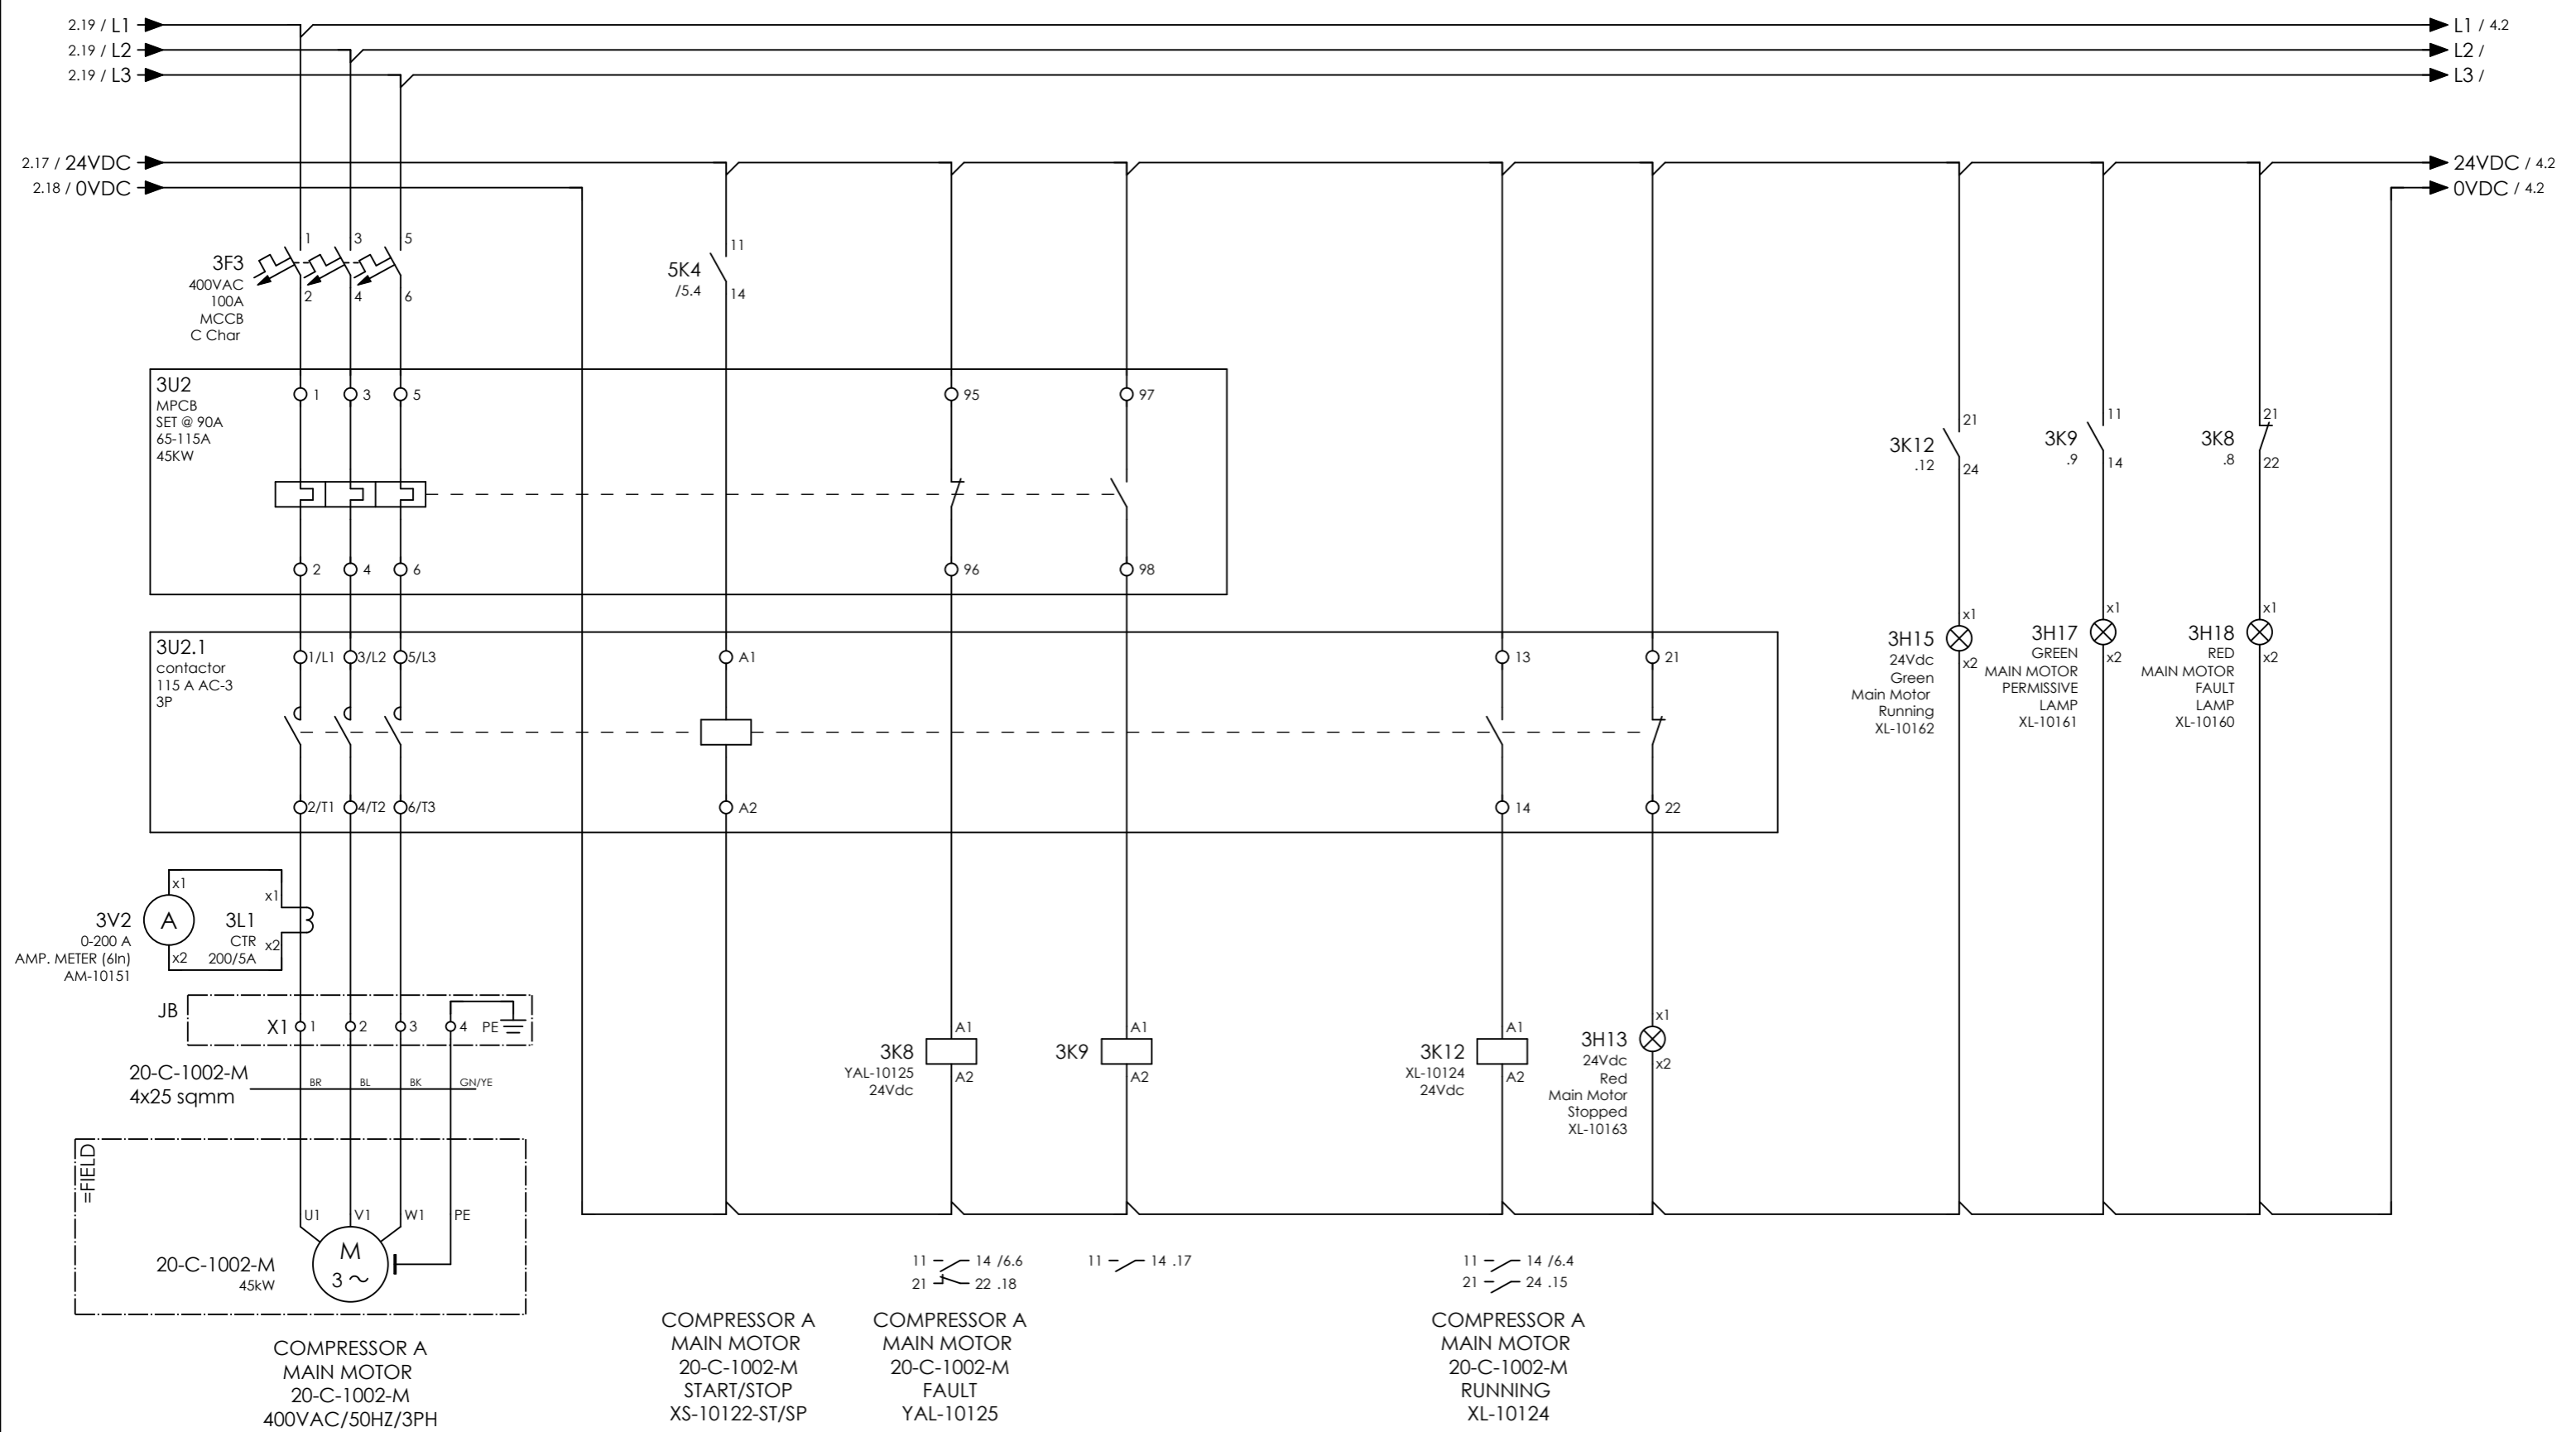 2.19 / L1
L1 / 4.2
2.19 / L2
L2 /
2.19 / L3
L3 /
2.17 / 24VDC
24VDC / 4.2
2.18 / 0VDC
0VDC / 4.2
3F3
400VAC
100A
MCCB
C Char
1
3
5
2
4
6
5K4
/5.4
11
14
3U2
MPCB
SET @ 90A
65-115A
45KW
1
3
5
95
97
2
4
6
96
98
3K12
.12
21
24
3K9
.9
11
14
3K8
.8
21
22
3U2.1
contactor
115 A AC-3
3P
1/L1
3/L2
5/L3
A1
13
21
2/T1
4/T2
6/T3
A2
14
22
3H15
24Vdc
Green
Main Motor
Running
XL-10162
x1
x2
3H17
GREEN
MAIN MOTOR
PERMISSIVE
LAMP
XL-10161
x1
x2
3H18
RED
MAIN MOTOR
FAULT
LAMP
XL-10160
x1
x2
3V2
0-200 A
AMP. METER (6In)
AM-10151
x1
A
x2
3L1
CTR
200/5A
x1
x2
JB
X1
1
2
3
4
PE
20-C-1002-M
4x25 sqmm
BR
BL
BK
GN/YE
3K8
YAL-10125
24Vdc
A1
A2
3K9
A1
A2
3K12
XL-10124
24Vdc
A1
A2
3H13
24Vdc
Red
Main Motor
Stopped
XL-10163
x1
x2
=FIELD
U1
V1
W1
PE
20-C-1002-M
45kW
M
3 ~
11
14 /6.6
21
22 .18
11
14 .17
11
14 /6.4
21
24 .15
COMPRESSOR A
MAIN MOTOR
20-C-1002-M
400VAC/50HZ/3PH
COMPRESSOR A
MAIN MOTOR
20-C-1002-M
START/STOP
XS-10122-ST/SP
COMPRESSOR A
MAIN MOTOR
20-C-1002-M
FAULT
YAL-10125
COMPRESSOR A
MAIN MOTOR
20-C-1002-M
RUNNING
XL-10124